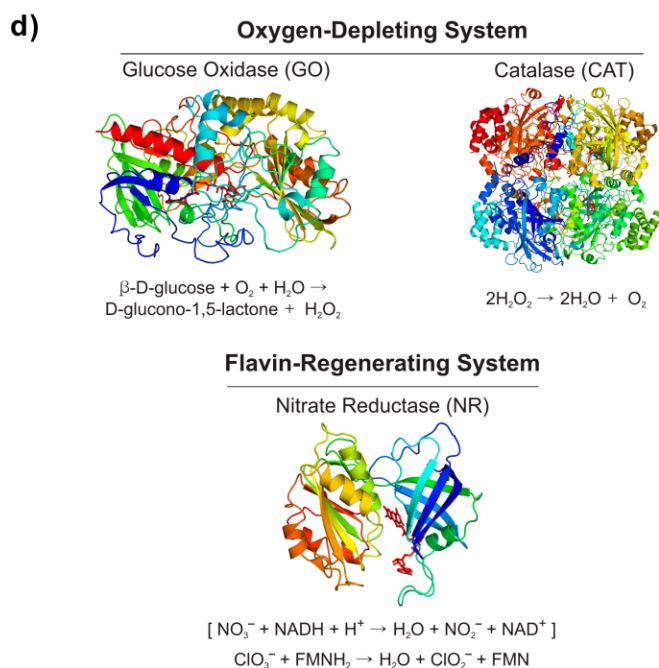 d)
Oxygen-Depleting System
Glucose Oxidase (GO)
Catalase (CAT)
β-D-glucose + O₂ + H₂O →
D-glucono-1,5-lactone + H₂O₂
2H₂O₂ → 2H₂O + O₂
Flavin-Regenerating System
Nitrate Reductase (NR)
[ NO₃⁻ + NADH + H⁺ → H₂O + NO₂⁻ + NAD⁺ ]
ClO₃⁻ + FMNH₂ → H₂O + ClO₂⁻ + FMN